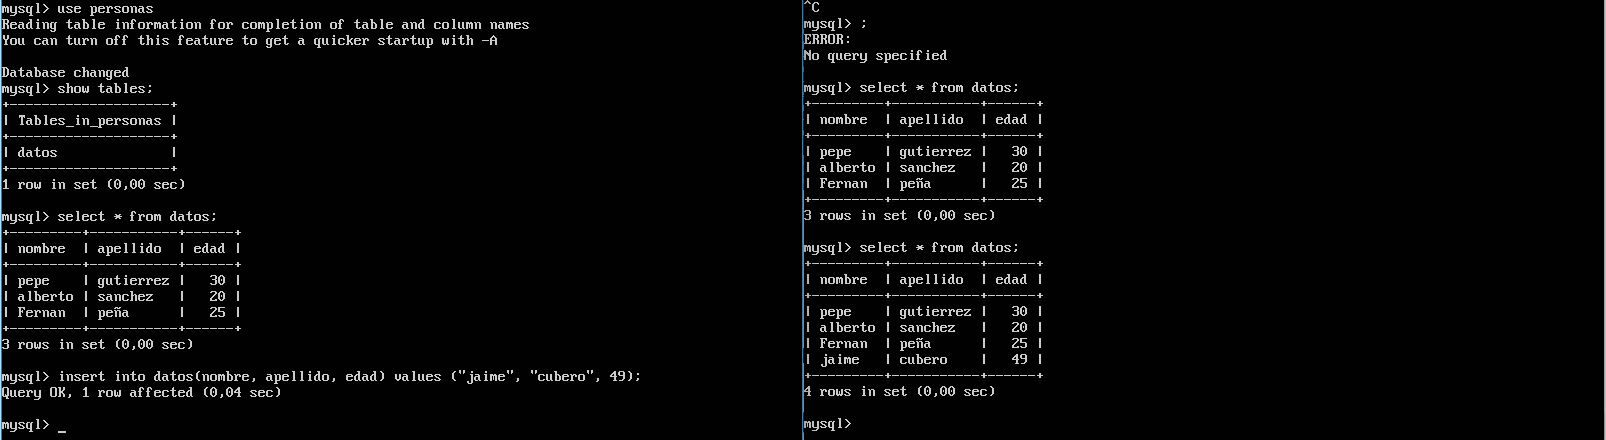 mysql> use personas
Reading table information for completion of table and column names
You can turn off this feature to get a quicker startup with -A

Database changed
mysql> show tables;
+--------------------+
| Tables_in_personas |
+--------------------+
| datos              |
+--------------------+
1 row in set (0,00 sec)

mysql> select * from datos;
+---------+-----------+------+
| nombre  | apellido  | edad |
+---------+-----------+------+
| pepe    | gutierrez |   30 |
| alberto | sanchez   |   20 |
| Fernan  | peña      |   25 |
+---------+-----------+------+
3 rows in set (0,00 sec)

mysql> insert into datos(nombre, apellido, edad) values ("jaime", "cubero", 49);
Query OK, 1 row affected (0,04 sec)

mysql> _
^C
mysql> ;
ERROR:
No query specified

mysql> select * from datos;
+---------+-----------+------+
| nombre  | apellido  | edad |
+---------+-----------+------+
| pepe    | gutierrez |   30 |
| alberto | sanchez   |   20 |
| Fernan  | peña      |   25 |
+---------+-----------+------+
3 rows in set (0,00 sec)

mysql> select * from datos;
+---------+-----------+------+
| nombre  | apellido  | edad |
+---------+-----------+------+
| pepe    | gutierrez |   30 |
| alberto | sanchez   |   20 |
| Fernan  | peña      |   25 |
| jaime   | cubero    |   49 |
+---------+-----------+------+
4 rows in set (0,00 sec)

mysql>